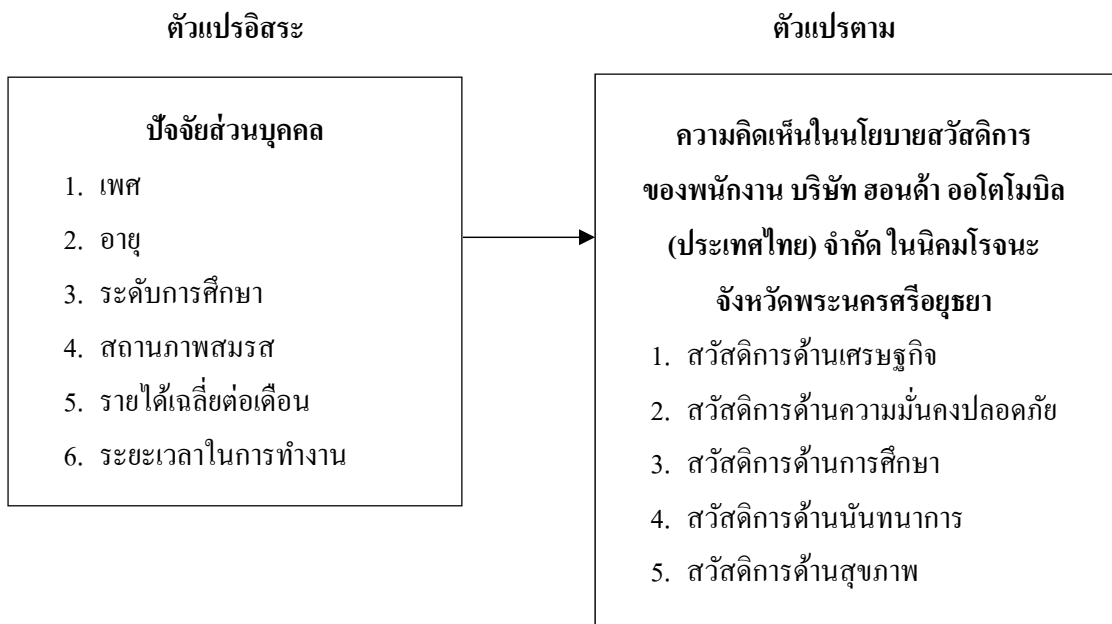 ตัวแปรอิสระ
ปัจจัยส่วนบุคคล
1. เพศ
2. อายุ
3. ระดับการศึกษา
4. สถานภาพสมรส
5. รายได้เฉลี่ยต่อเดือน
6. ระยะเวลาในการทำงาน
ตัวแปรตาม
ความคิดเห็นในนโยบายสวัสดิการ
ของพนักงาน บริษัท ฮอนด้า ออโตโมบิล
(ประเทศไทย) จำกัด ในนิคมโรจนะ
จังหวัดพระนครศรีอยุธยา
1. สวัสดิการด้านเศรษฐกิจ
2. สวัสดิการด้านความมั่นคงปลอดภัย
3. สวัสดิการด้านการศึกษา
4. สวัสดิการด้านนันทนาการ
5. สวัสดิการด้านสุขภาพ